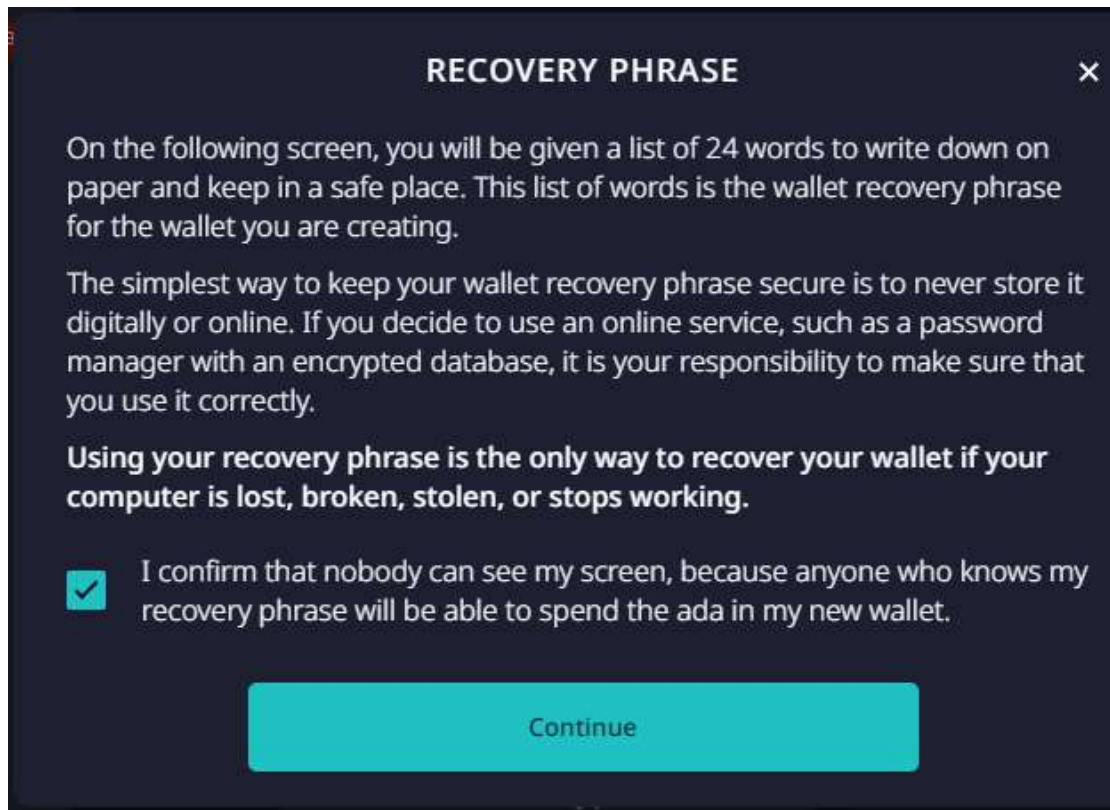 RECOVERY PHRASE
On the following screen, you will be given a list of 24 words to write down on
paper and keep in a safe place. This list of words is the wallet recovery phrase
for the wallet you are creating.
The simplest way to keep your wallet recovery phrase secure is to never store it
digitally or online. If you decide to use an online service, such as a password
manager with an encrypted database, it is your responsibility to make sure that
you use it correctly.
Using your recovery phrase is the only way to recover your wallet if your
computer is lost, broken, stolen, or stops working.
I confirm that nobody can see my screen, because anyone who knows my
recovery phrase will be able to spend the ada in my new wallet.
Continue